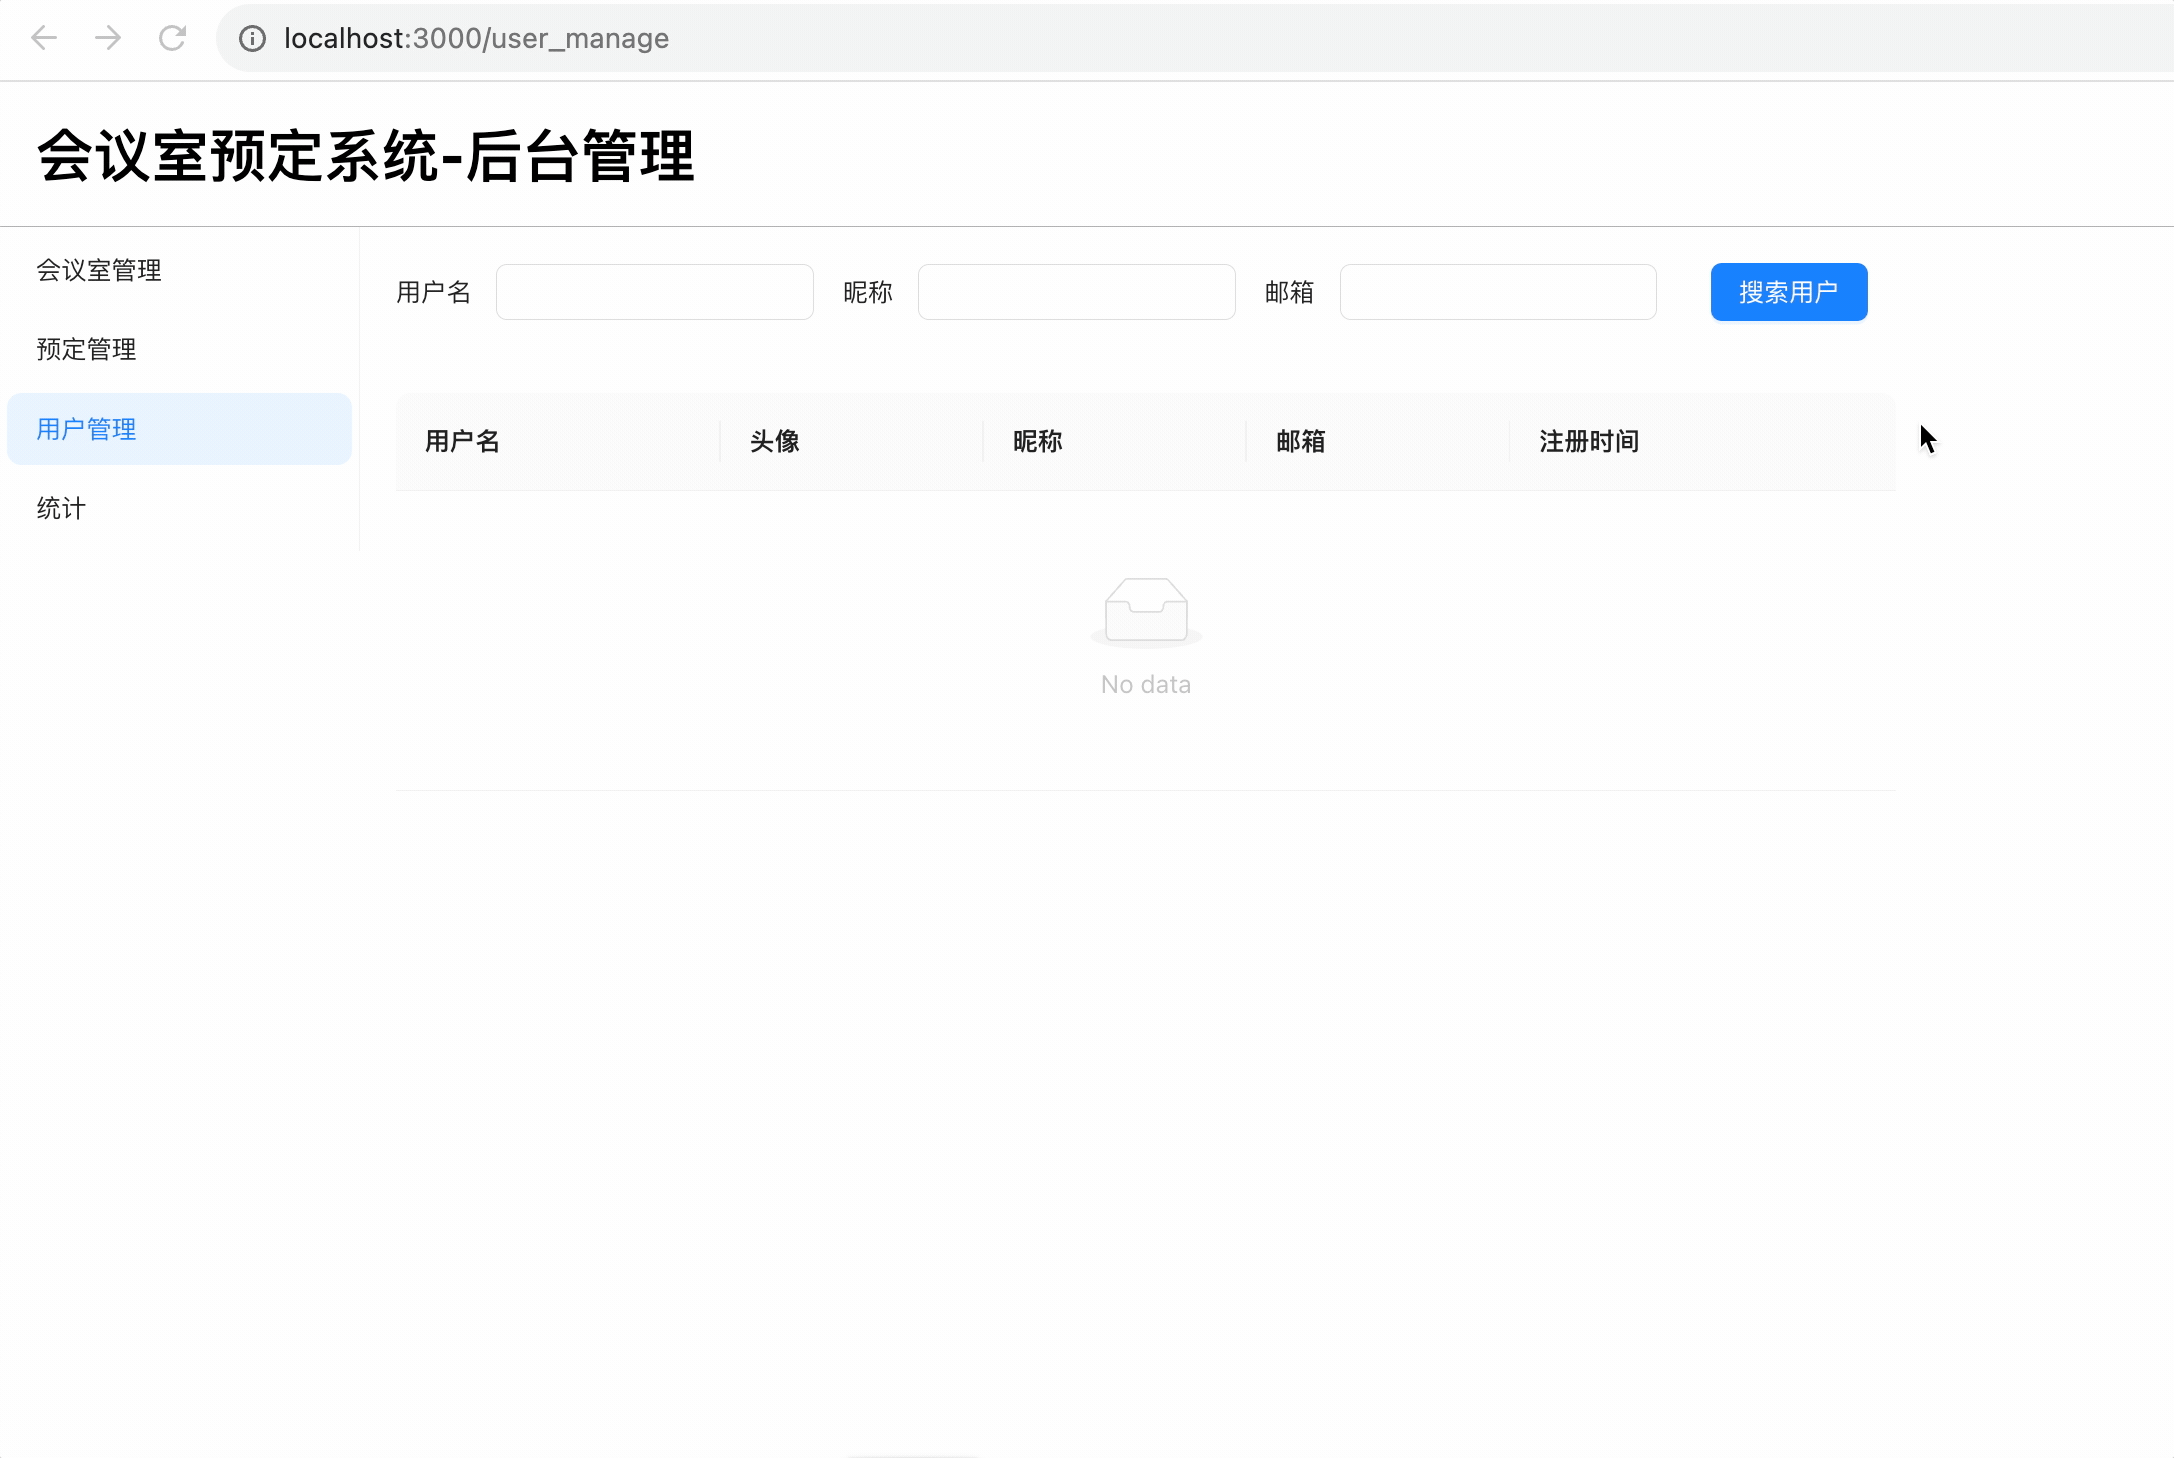 localhost:3000/user_manage
会议室预定系统-后台管理
会议室管理
预定管理
用户管理
统计
用户名 昵称 邮箱 搜索用户
用户名 头像 昵称 邮箱 注册时间
No data